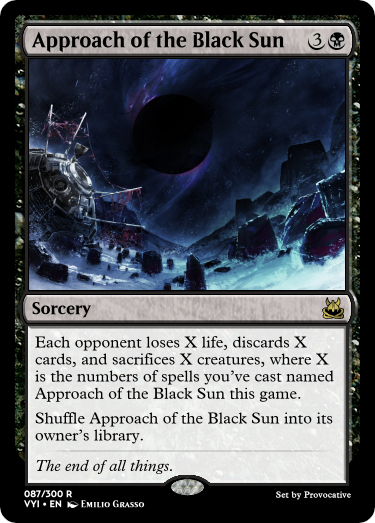 Approach of the Black Sun 3
Sorcery
Each opponent loses X life, discards X
cards, and sacrifices X creatures, where X
is the numbers of spells you've cast named
Approach of the Black Sun this game.
Shuffle Approach of the Black Sun into its
owner's library.
The end of all things.
087/300 R
VYI • EN Emilio Grasso
Set by Provocative